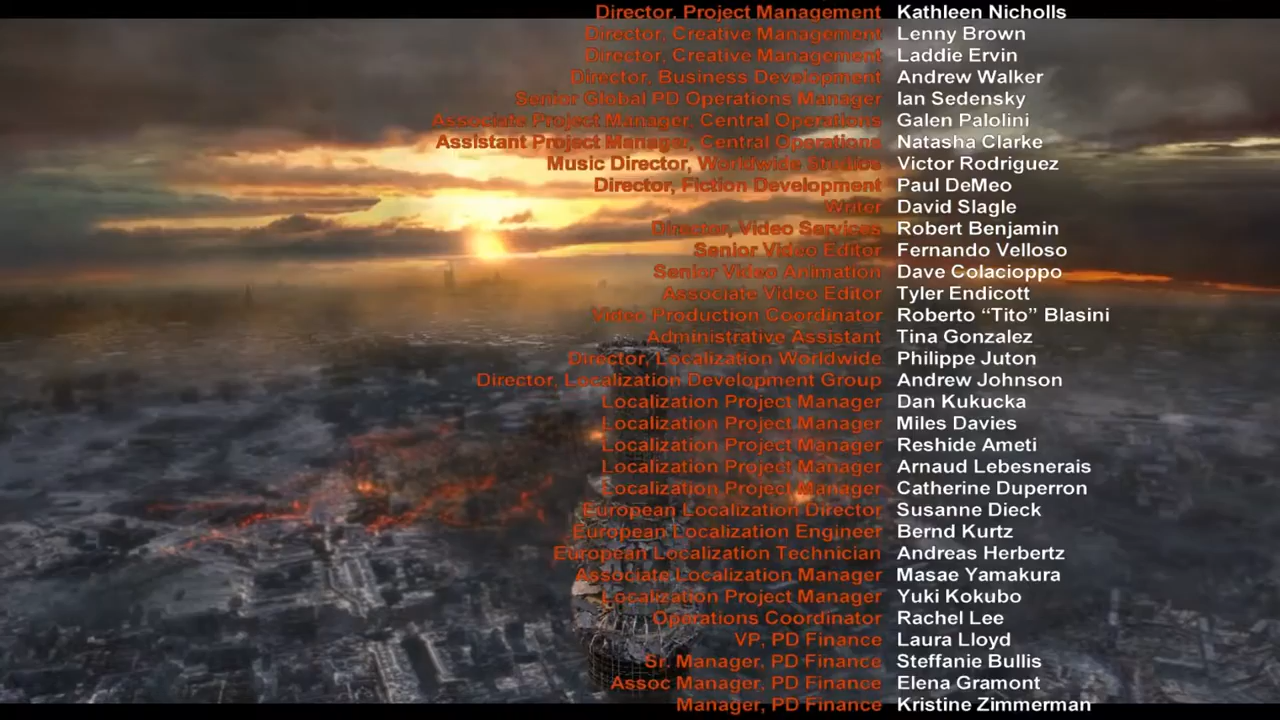 Director, Project Management Kathleen Nicholls
Director, Creative Management Lenny Brown
Director, Creative Management Laddie Ervin
Director, Business Development Andrew Walker
Senior Global PD Operations Manager Ian Sedensky
Associate Project Manager, Central Operations Galen Palolini
Assistant Project Manager, Central Operations Natasha Clarke
Music Director, Worldwide Studios Victor Rodriguez
Director, Fiction Development Paul DeMeo
Writer David Slagle
Director, Video Services Robert Benjamin
Senior Video Editor Fernando Velloso
Senior Video Animation Dave Colacioppo
Associate Video Editor Tyler Endicott
Video Production Coordinator Roberto “Tito” Blasini
Administrative Assistant Tina Gonzalez
Director, Localization Worldwide Philippe Juton
Director, Localization Development Group Andrew Johnson
Localization Project Manager Dan Kukucka
Localization Project Manager Miles Davies
Localization Project Manager Reshide Ameti
Localization Project Manager Arnaud Lebesnerais
Localization Project Manager Catherine Duperron
European Localization Director Susanne Dieck
European Localization Engineer Bernd Kurtz
European Localization Technician Andreas Herbertz
Associate Localization Manager Masae Yamakura
Localization Project Manager Yuki Kokubo
Operations Coordinator Rachel Lee
VP, PD Finance Laura Lloyd
Sr. Manager, PD Finance Steffanie Bullis
Assoc Manager, PD Finance Elena Gramont
Manager, PD Finance Kristine Zimmerman